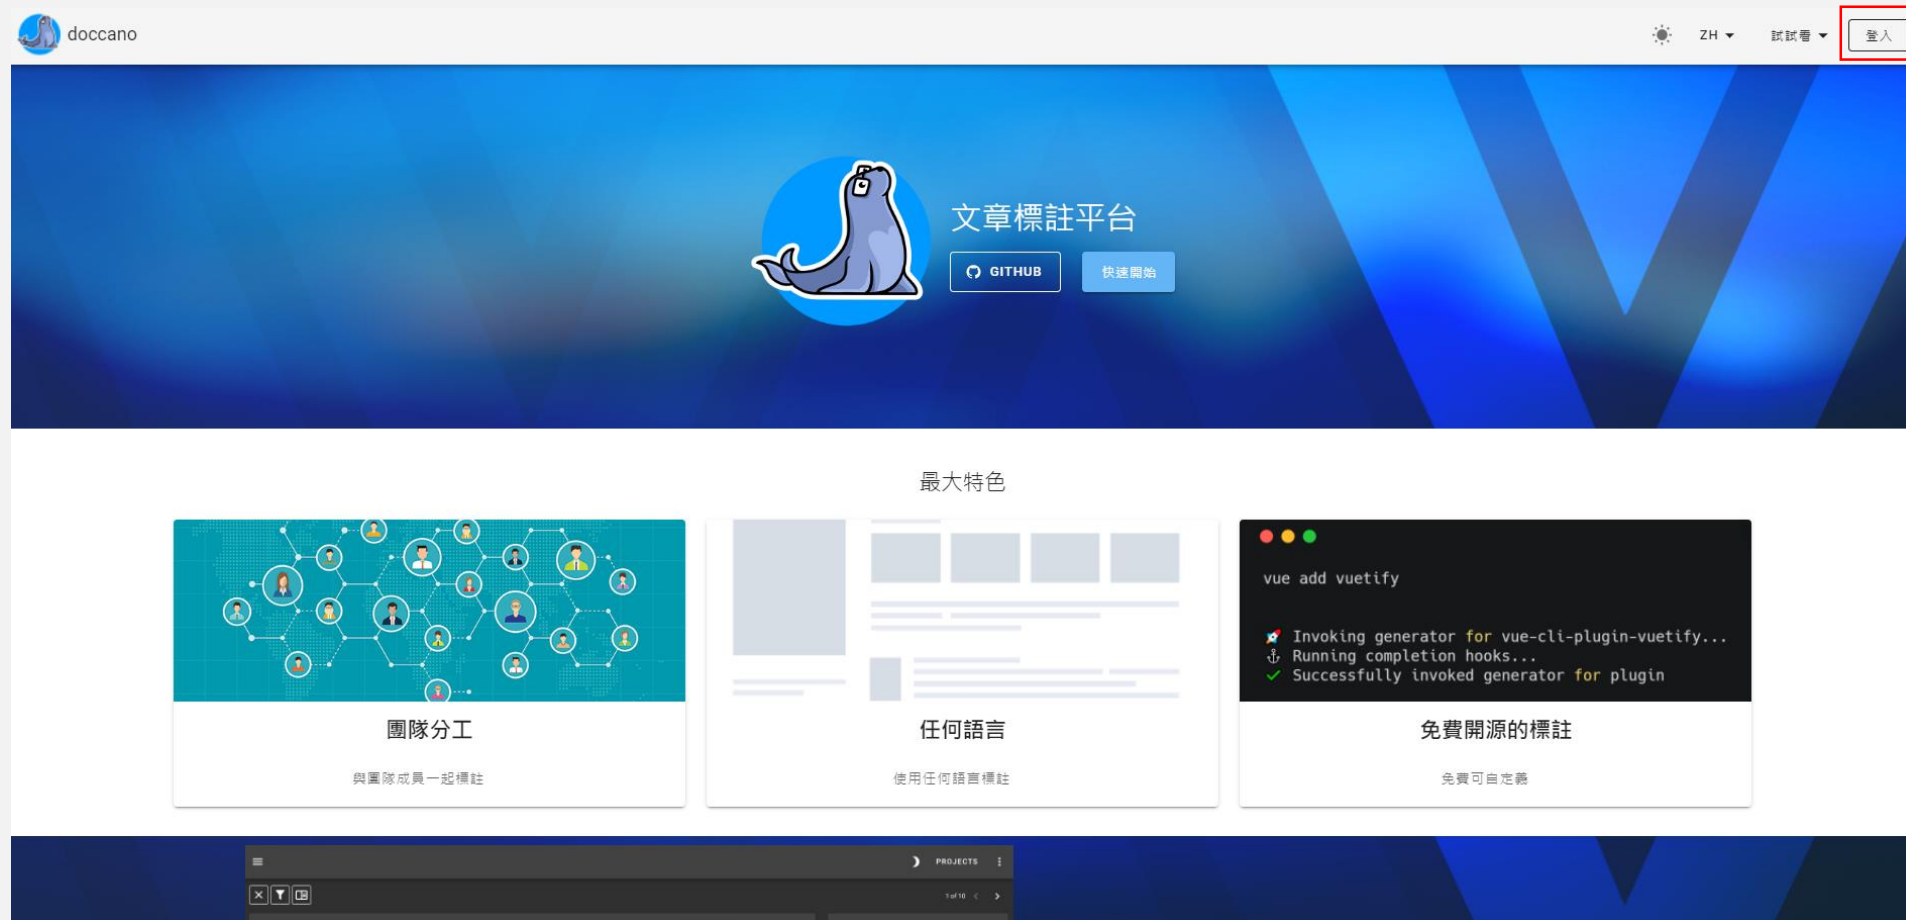 doccano
ZH
試試看
登入
文章標註平台
GITHUB
快速開始
最大特色
vue add vuetify
Invoking generator for vue-cli-plugin-vuetify...
Running completion hooks...
Successfully invoked generator for plugin
團隊分工
與團隊成員一起標註
任何語言
使用任何語言標註
免費開源的標註
免費可自定義
PROJECTS
1 of 10